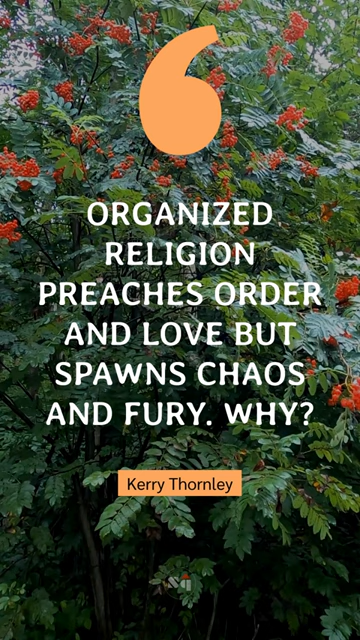 ORGANIZED
RELIGION
PREACHES ORDER
AND LOVE BUT
SPAWNS CHAOS
AND FURY. WHY?
Kerry Thornley